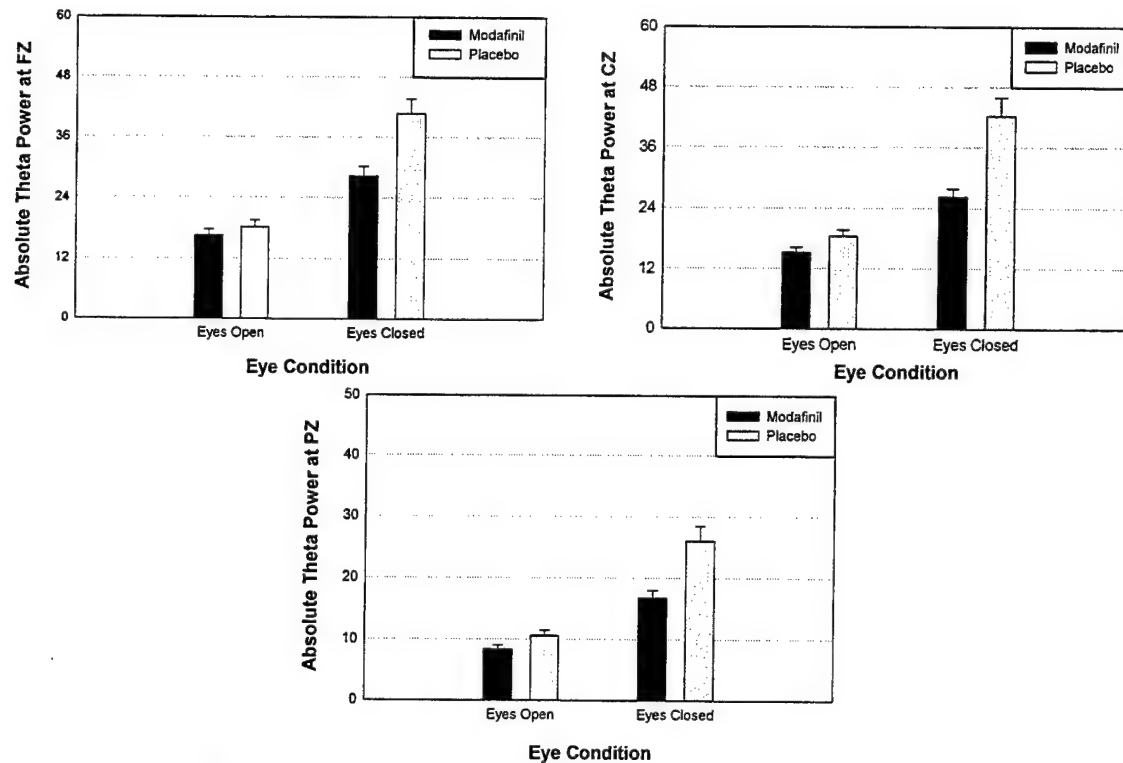 Absolute Theta Power at FZ
60
48
36
24
12
0
Modafinil
Placebo
Eyes Open Eyes Closed
Eye Condition
Absolute Theta Power at CZ
60
48
36
24
12
0
Modafinil
Placebo
Eyes Open Eyes Closed
Eye Condition
Absolute Theta Power at PZ
50
40
30
20
10
0
Modafinil
Placebo
Eyes Open Eyes Closed
Eye Condition